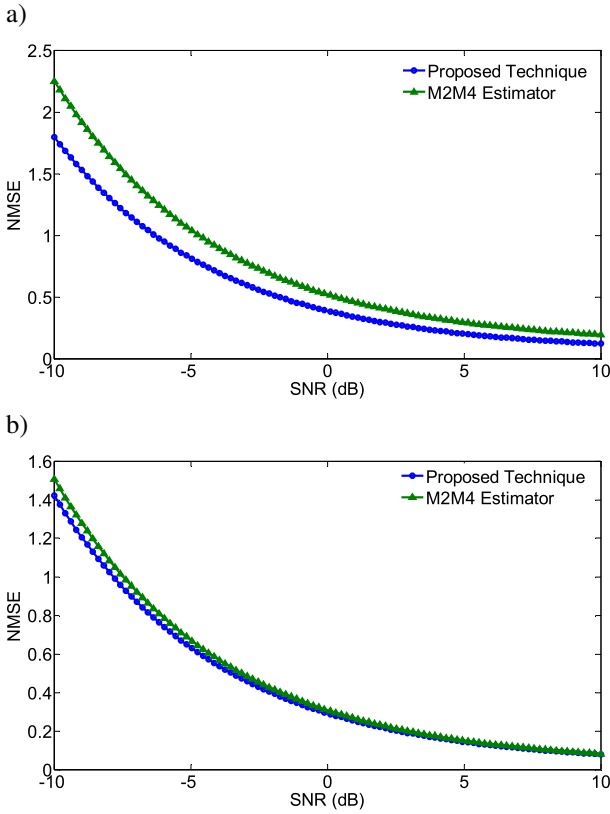 a)
2.5
2
1.5
1
0.5
0
NMSE
Proposed Technique
M2M4 Estimator
-10 -5 0 5 10
SNR (dB)
b)
1.6
1.4
1.2
1
0.8
0.6
0.4
0.2
0
NMSE
Proposed Technique
M2M4 Estimator
-10 -5 0 5 10
SNR (dB)